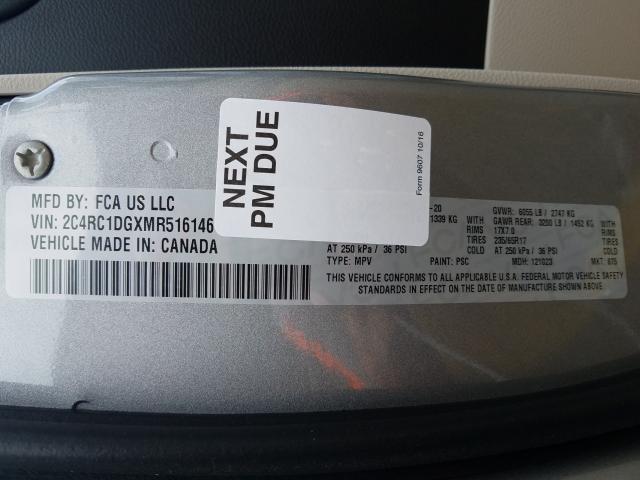 NEXT
PM DUE
Form 9607 10/16
MFD BY: FCA US LLC
VIN: 2C4RC1DGXMR516146
VEHICLE MADE IN: CANADA
-20 GVWR: 6055 LB / 2747 KG
1339 KG WITH GAWR REAR: 3200 LB / 1452 KG WITH
RIMS 17X7.0 RIMS
TIRES 235/65R17 TIRES
AT 250 kPa / 36 PSI COLD AT 250 kPa / 36 PSI COLD
TYPE: MPV PAINT: PSC MDH: 121023 MKT: 675
THIS VEHICLE CONFORMS TO ALL APPLICABLE U.S.A. FEDERAL MOTOR VEHICLE SAFETY
STANDARDS IN EFFECT ON THE DATE OF MANUFACTURE SHOWN ABOVE.